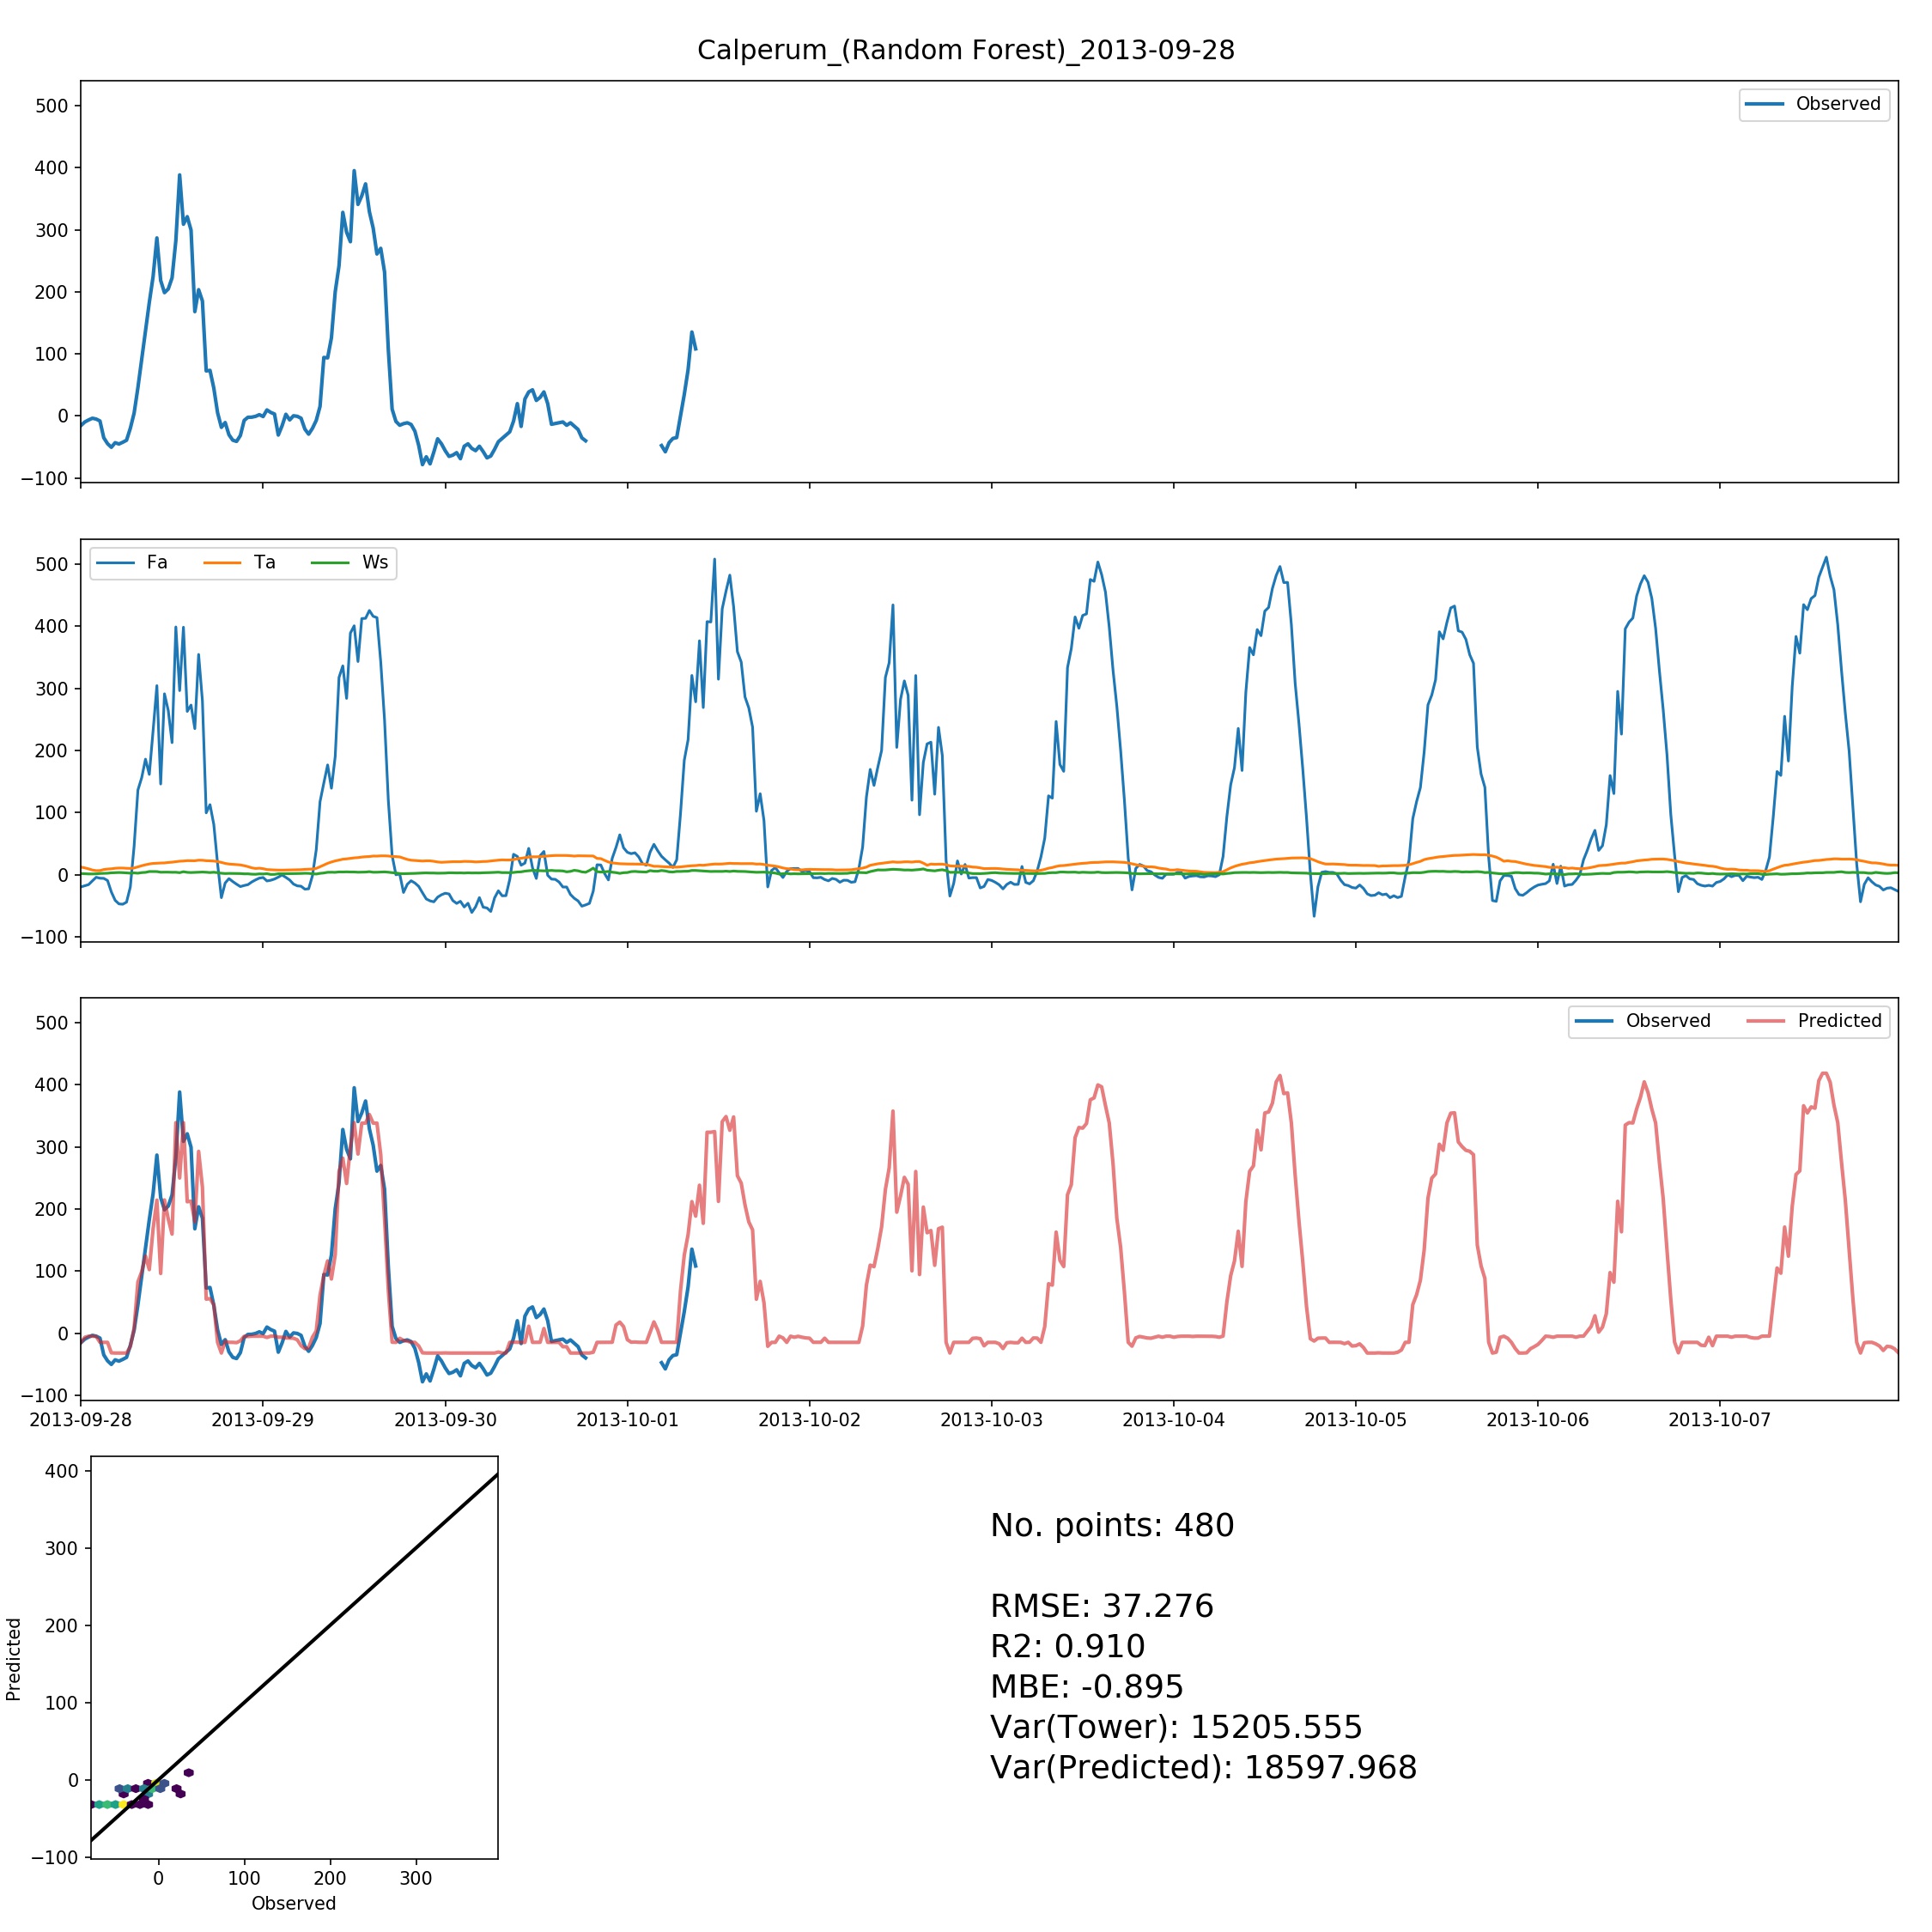 Calperum_(Random Forest)_2013-09-28
500
400
300
200
100
0
−100
Observed
500
400
300
200
100
0
−100
Fa Ta Ws
500
400
300
200
100
0
−100
Observed Predicted
2013-09-28 2013-09-29 2013-09-30 2013-10-01 2013-10-02 2013-10-03 2013-10-04 2013-10-05 2013-10-06 2013-10-07
400
300
200
100
0
−100
Predicted
0 100 200 300
Observed
No. points: 480
RMSE: 37.276
R2: 0.910
MBE: -0.895
Var(Tower): 15205.555
Var(Predicted): 18597.968